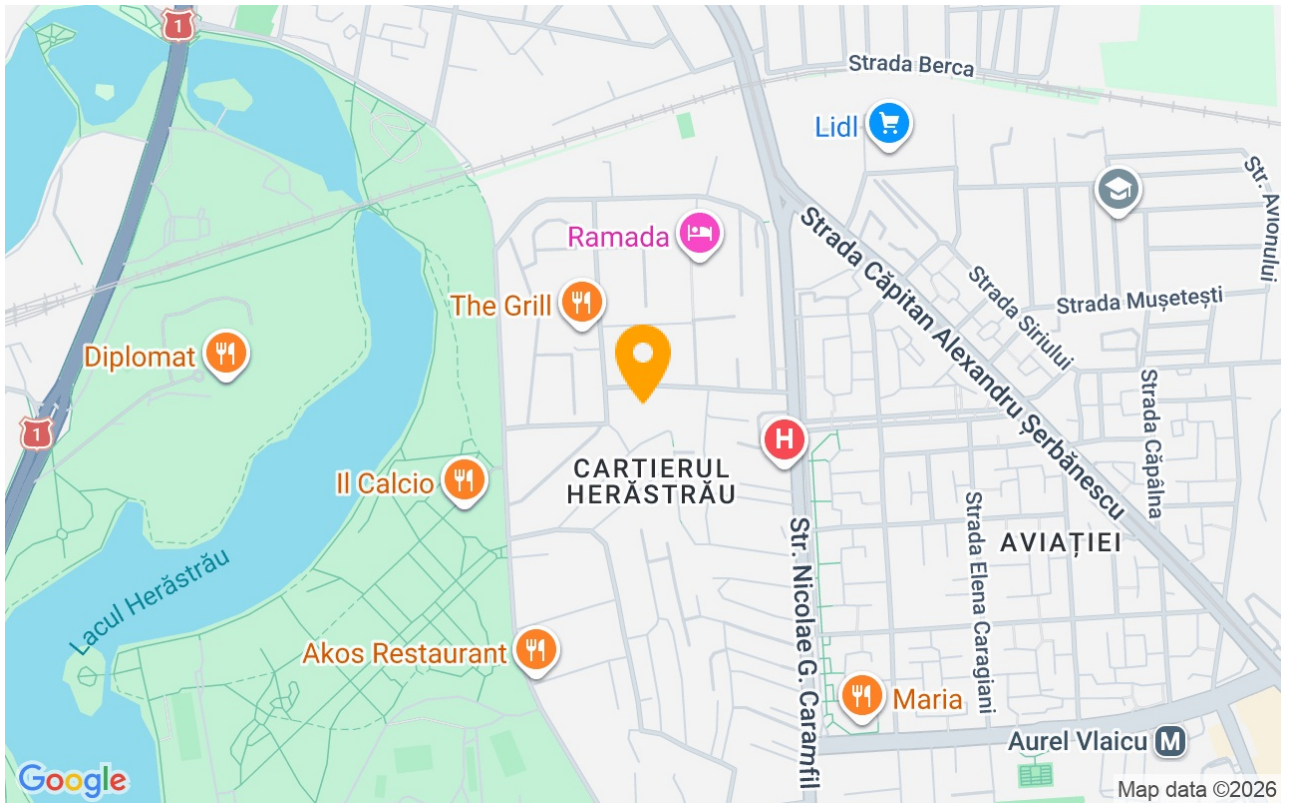 1
Strada Berca
Lidl
Str. Avionului
Ramada
Strada Căpitan Alexandru Șerbănescu
The Grill
Strada Siriului
Strada Mușetești
Diplomat
Strada Căpâlna
1
H
Il Calcio
CARTIERUL
HERĂSTRĂU
Strada Elena Caragiani
AVIAȚIEI
Str. Nicolae G. Caramfil
Lacul Herăstrău
Akos Restaurant
Maria
Aurel Vlaicu M
Google
Map data ©2026